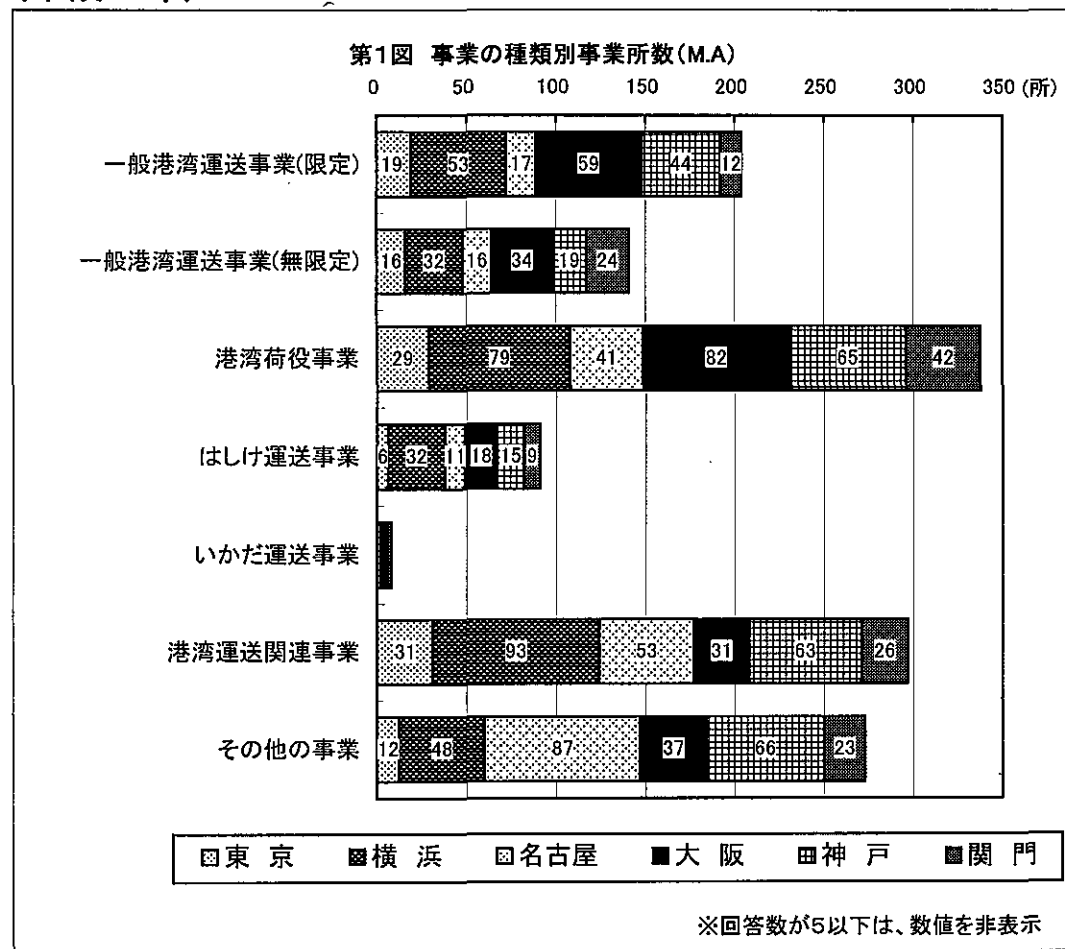 第1図 事業の種類別事業所数(M.A)
0 50 100 150 200 250 300 350 (所)
一般港湾運送事業(限定) 19 53 17 59 44 12
一般港湾運送事業(無限定) 16 32 16 34 19 24
港湾荷役事業 29 79 41 82 65 42
はしけ運送事業 6 32 11 18 15 9
いかだ運送事業
港湾運送関連事業 31 93 53 31 63 26
その他の事業 12 48 87 37 66 23
東 京 横 浜 名古屋 大 阪 神 戸 関 門
※回答数が5以下は、数値を非表示